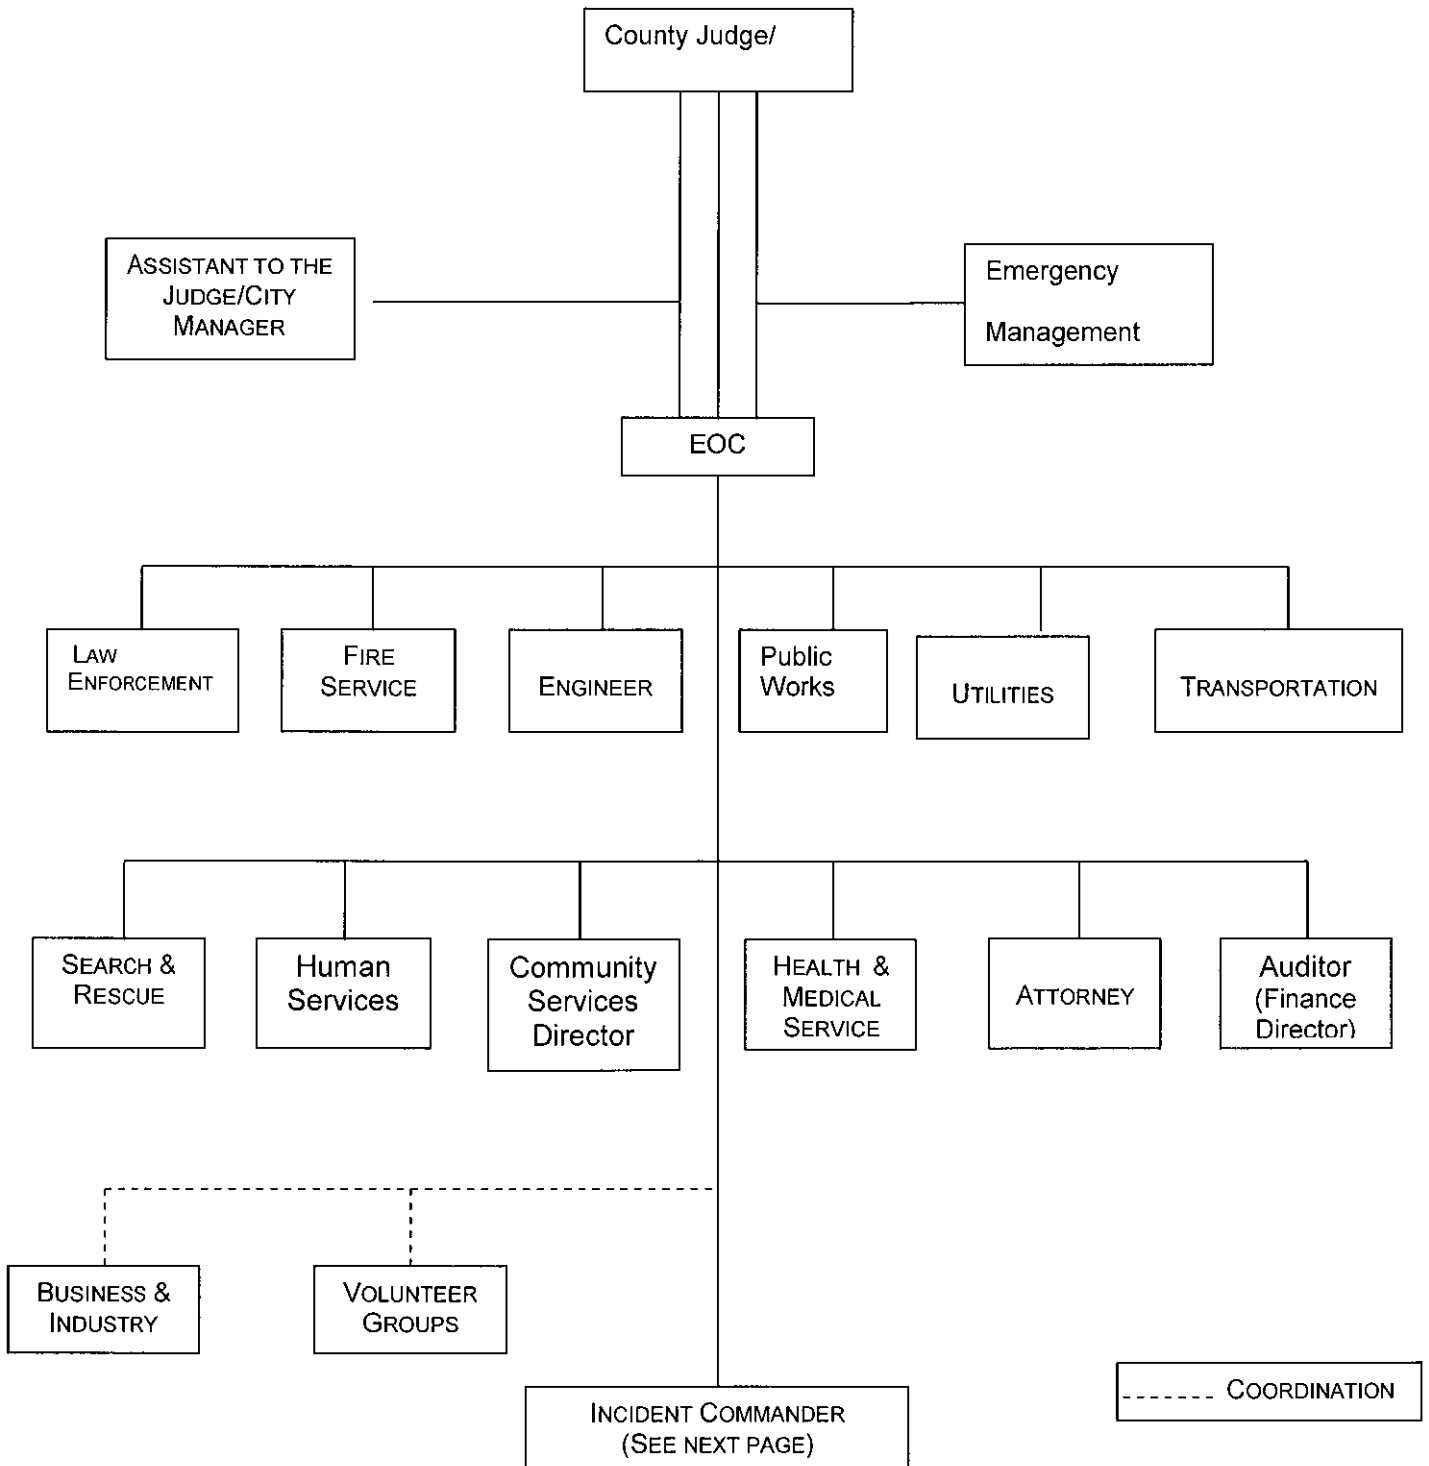 County Judge/
ASSISTANT TO THE
JUDGE/CITY
MANAGER
Emergency
Management
EOC
LAW
ENFORCEMENT
FIRE
SERVICE
ENGINEER
Public
Works
UTILITIES
TRANSPORTATION
SEARCH &
RESCUE
Human
Services
Community
Services
Director
HEALTH &
MEDICAL
SERVICE
ATTORNEY
Auditor
(Finance
Director)
BUSINESS &
INDUSTRY
VOLUNTEER
GROUPS
INCIDENT COMMANDER
(SEE NEXT PAGE)
COORDINATION